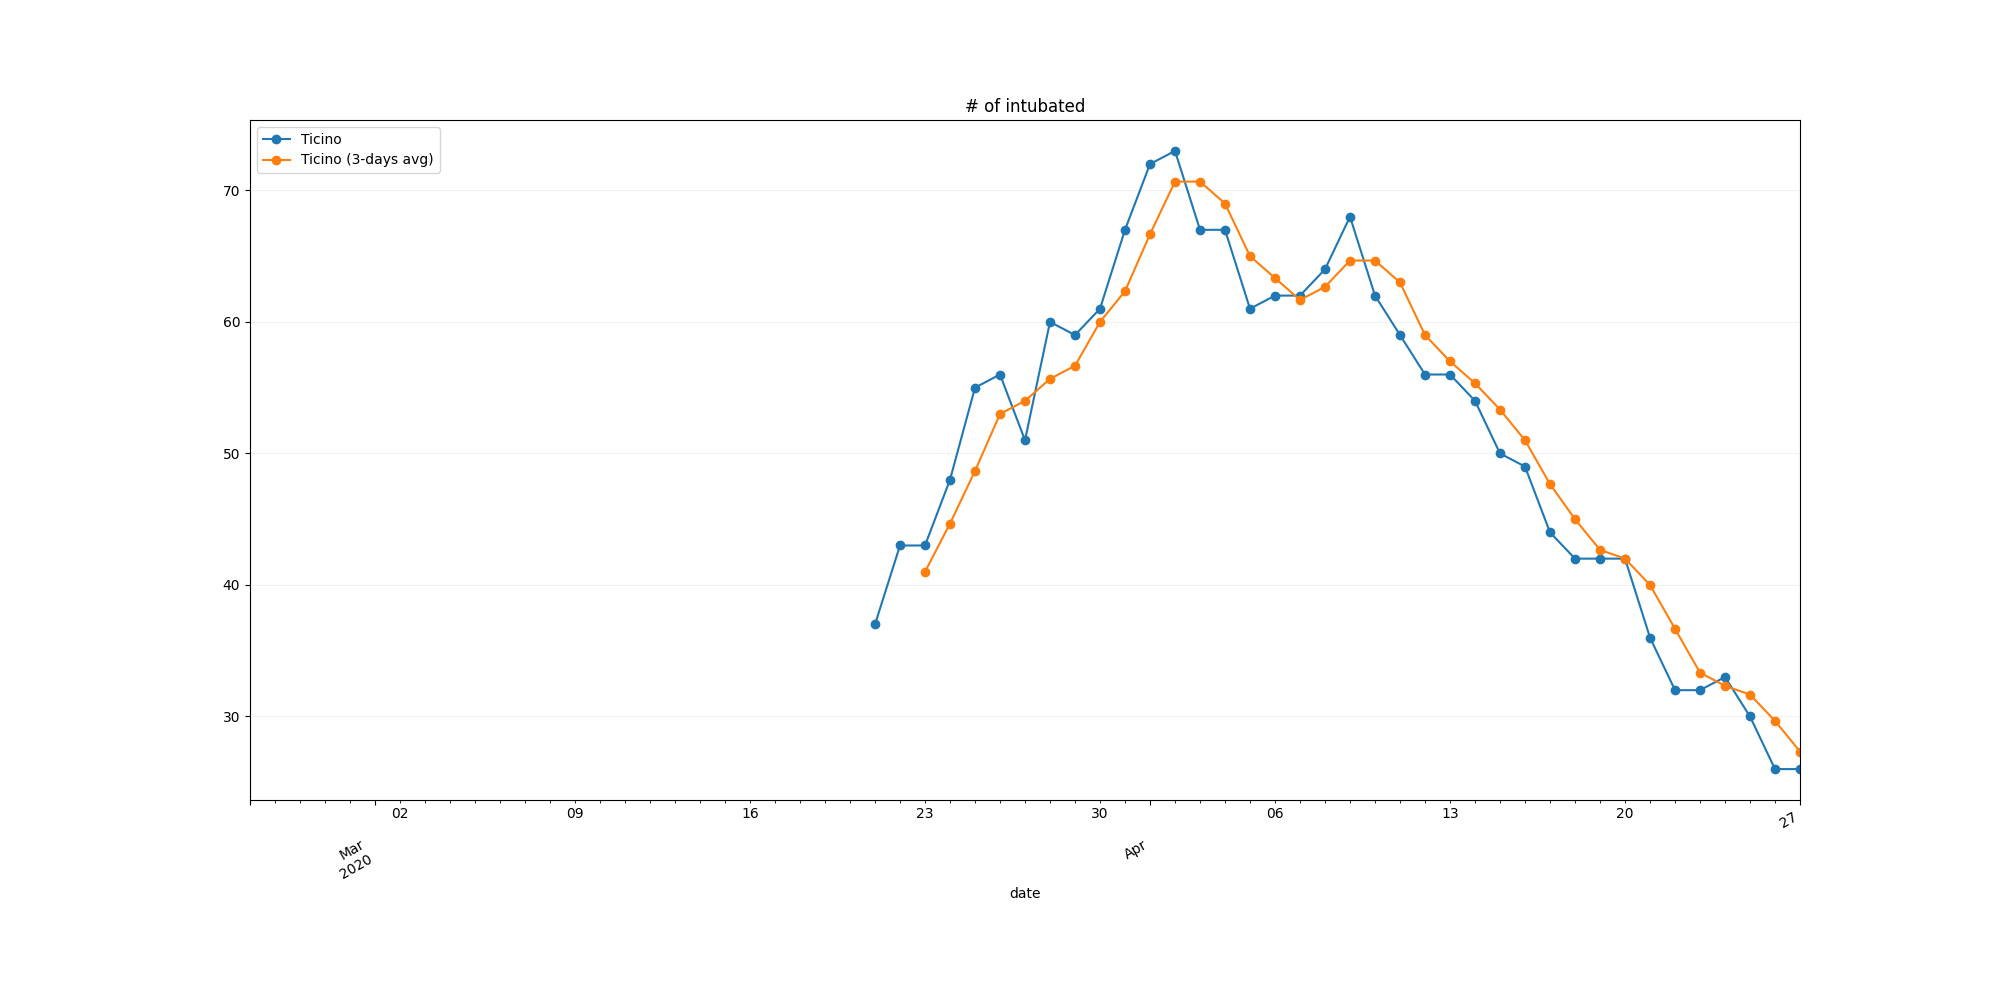 # of intubated
Ticino
Ticino (3-days avg)
70
60
50
40
30
02 09 16 23 30 06 13 20 27
Mar Apr
2020
date